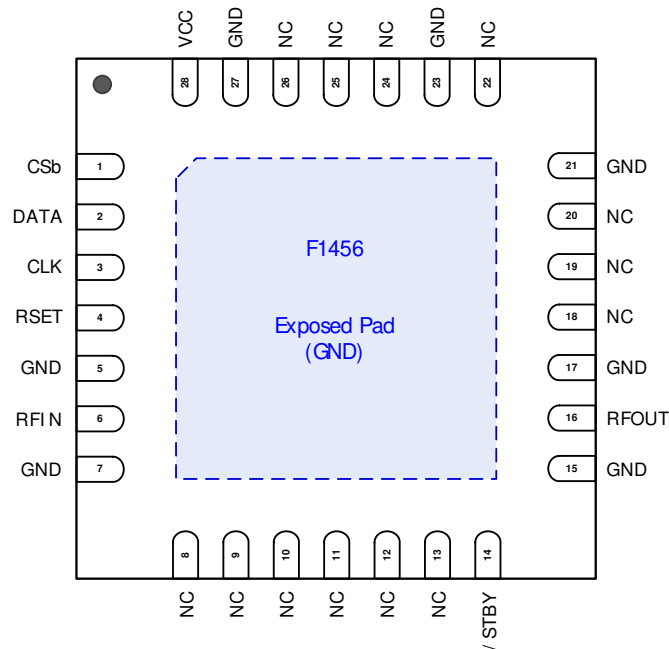 VCC GND NC NC NC GND NC
28 27 26 25 24 23 22
CSb 1 21 GND
DATA 2 20 NC
F1456
CLK 3 19 NC
RSET 4 18 NC
Exposed Pad
(GND)
GND 5 17 GND
RFIN 6 16 RFOUT
GND 7 15 GND
8 9 10 11 12 13 14
NC NC NC NC NC NC / STBY